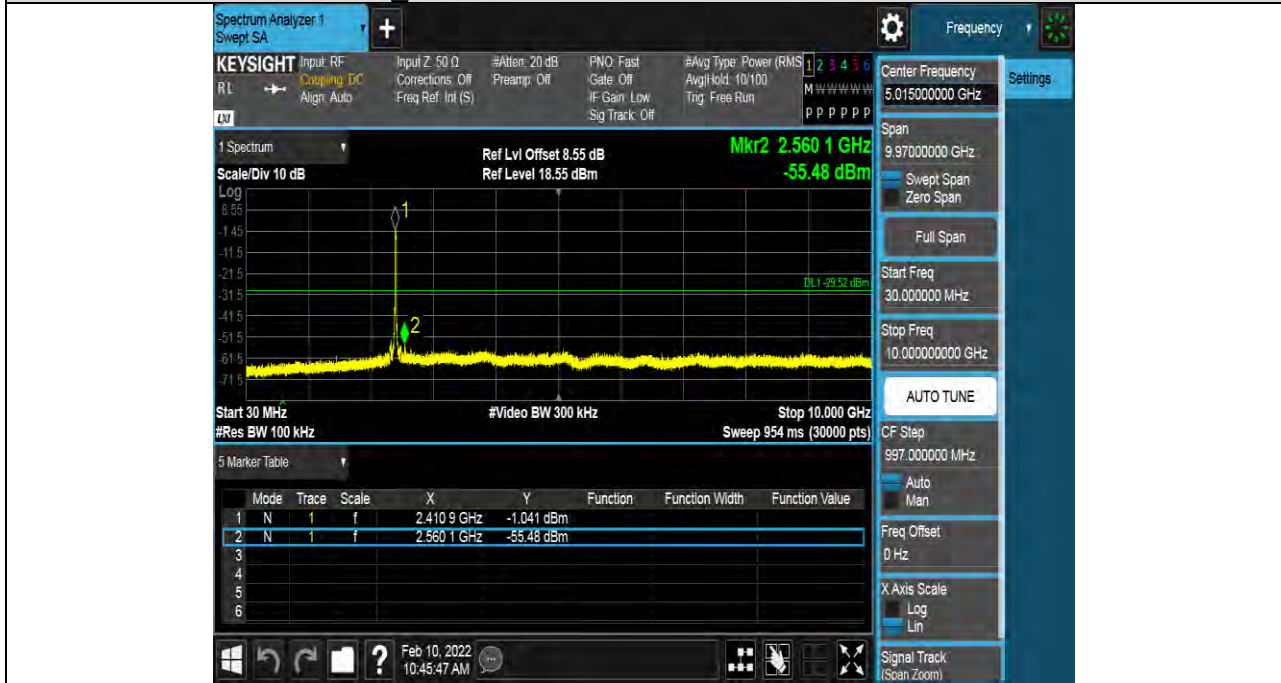 Spectrum Analyzer 1
Swept SA
+
Frequency
KEYSIGHT
RL
LXI
Input: RF
Coupling: DC
Align: Auto
Input Z: 50 Ω
Corrections: Off
Freq Ref: Int (S)
#Atten: 20 dB
Preamp: Off
PNO: Fast
Gate: Off
IF Gain: Low
Sig Track: Off
#Avg Type: Power (RMS
Avg|Hold: 10/100
Trig: Free Run
1 2 3 4 5 6
M W W W W W
P P P P P P
1 Spectrum
Scale/Div 10 dB
Ref Lvl Offset 8.55 dB
Ref Level 18.55 dBm
Mkr2 2.560 1 GHz
-55.48 dBm
Log
8.55
-1.45
-11.5
-21.5
-31.5
-41.5
-51.5
-61.5
-71.5
1
2
DL1 -29.52 dBm
Start 30 MHz
#Res BW 100 kHz
#Video BW 300 kHz
Stop 10.000 GHz
Sweep 954 ms (30000 pts)
5 Marker Table
Mode Trace Scale X Y Function Function Width Function Value
1 N 1 f 2.410 9 GHz -1.041 dBm
2 N 1 f 2.560 1 GHz -55.48 dBm
3
4
5
6
?
Feb 10, 2022
10:45:47 AM
Center Frequency
5.015000000 GHz
Settings
Span
9.97000000 GHz
Swept Span
Zero Span
Full Span
Start Freq
30.000000 MHz
Stop Freq
10.000000000 GHz
AUTO TUNE
CF Step
997.000000 MHz
Auto
Man
Freq Offset
0 Hz
X Axis Scale
Log
Lin
Signal Track
(Span Zoom)